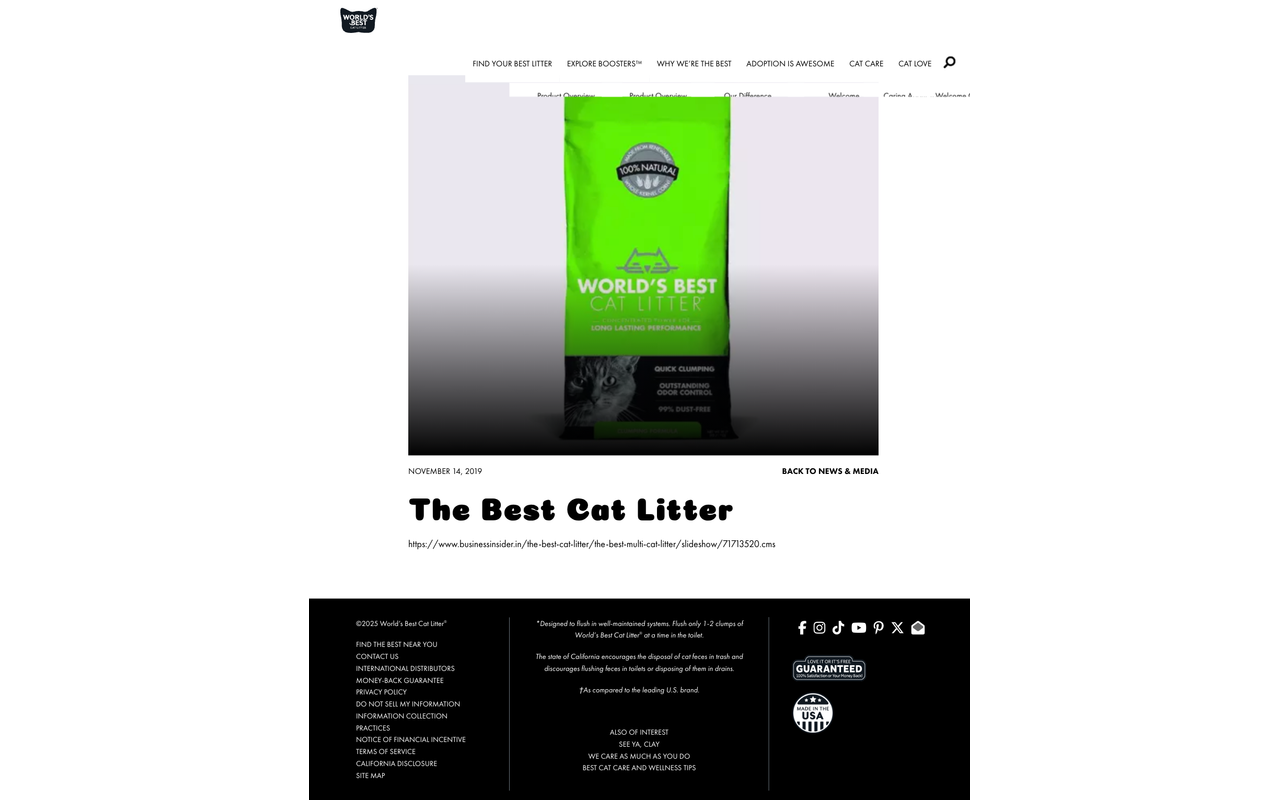 WORLD'S
BEST
FIND YOUR BEST LITTER EXPLORE BOOSTERS™ WHY WE'RE THE BEST ADOPTION IS AWESOME CAT CARE CAT LOVE
Product Overview Product Overview Our Difference Welcome Caring A Welcome
MADE FROM RENEWABLE
100% NATURAL
WHOLE-KERNEL CORN
WORLD'S BEST
CAT LITTER
LONG LASTING PERFORMANCE
QUICK CLUMPING
OUTSTANDING
ODOR CONTROL
99% DUST-FREE
NOVEMBER 14, 2019 BACK TO NEWS & MEDIA
The Best Cat Litter
https://www.businessinsider.in/the-best-cat-litter/the-best-multi-cat-litter/slideshow/71713520.cms
©2025 World's Best Cat Litter®
FIND THE BEST NEAR YOU
CONTACT US
INTERNATIONAL DISTRIBUTORS
MONEY-BACK GUARANTEE
PRIVACY POLICY
DO NOT SELL MY INFORMATION
INFORMATION COLLECTION
PRACTICES
NOTICE OF FINANCIAL INCENTIVE
TERMS OF SERVICE
CALIFORNIA DISCLOSURE
SITE MAP
*Designed to flush in well-maintained systems. Flush only 1-2 clumps of
World's Best Cat Litter® at a time in the toilet.
The state of California encourages the disposal of cat feces in trash and
discourages flushing feces in toilets or disposing of them in drains.
†As compared to the leading U.S. brand.
ALSO OF INTEREST
SEE YA, CLAY
WE CARE AS MUCH AS YOU DO
BEST CAT CARE AND WELLNESS TIPS
LOVE IT OR IT'S FREE
GUARANTEED
100% Satisfaction or Your Money Back!
MADE IN THE
USA